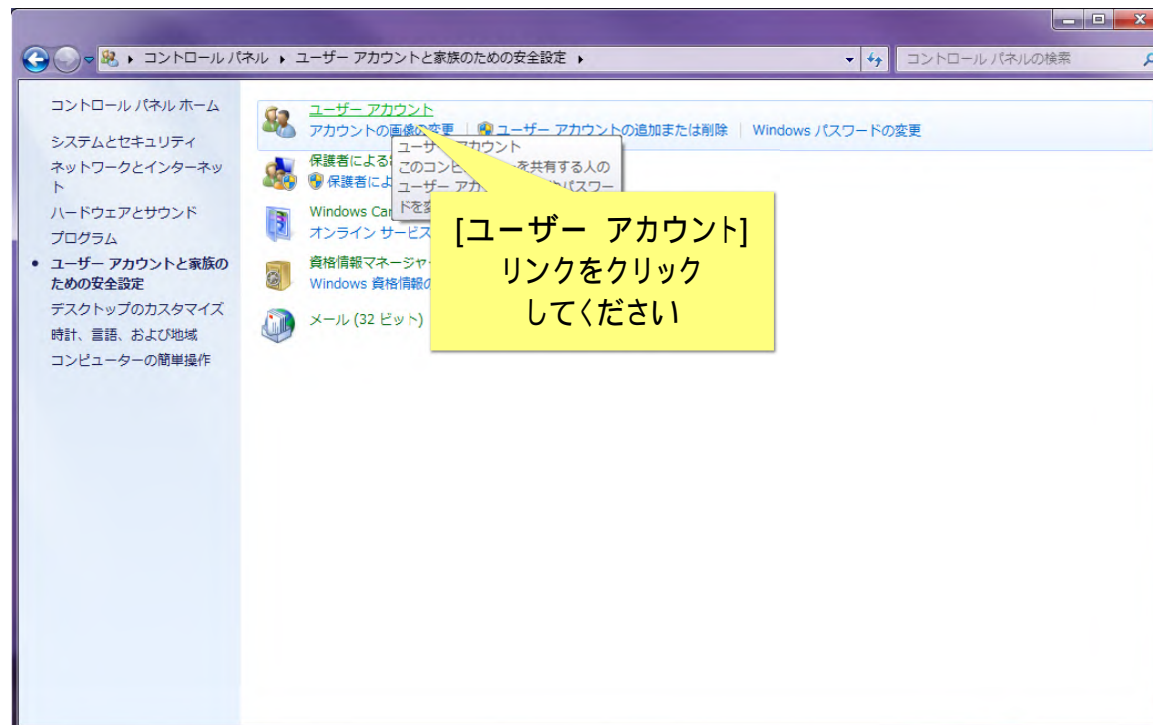 コントロール パネル ▸ ユーザー アカウントと家族のための安全設定 ▸
コントロール パネルの検索
コントロール パネル ホーム
システムとセキュリティ
ネットワークとインターネッ
ト
ハードウェアとサウンド
プログラム
• ユーザー アカウントと家族の
ための安全設定
デスクトップのカスタマイズ
時計、言語、および地域
コンピューターの簡単操作
ユーザー アカウント
アカウントの画像の変更 | ユーザー アカウントの追加または削除 | Windows パスワードの変更
保護者による
保護者によ
Windows Car
オンライン サービス
資格情報マネージャー
Windows 資格情報の
メール (32 ビット)
ユーザー アカウント
このコンピ を共有する人の
ユーザー アカ パスワー
ドを
[ユーザー アカウント]
リンクをクリック
してください